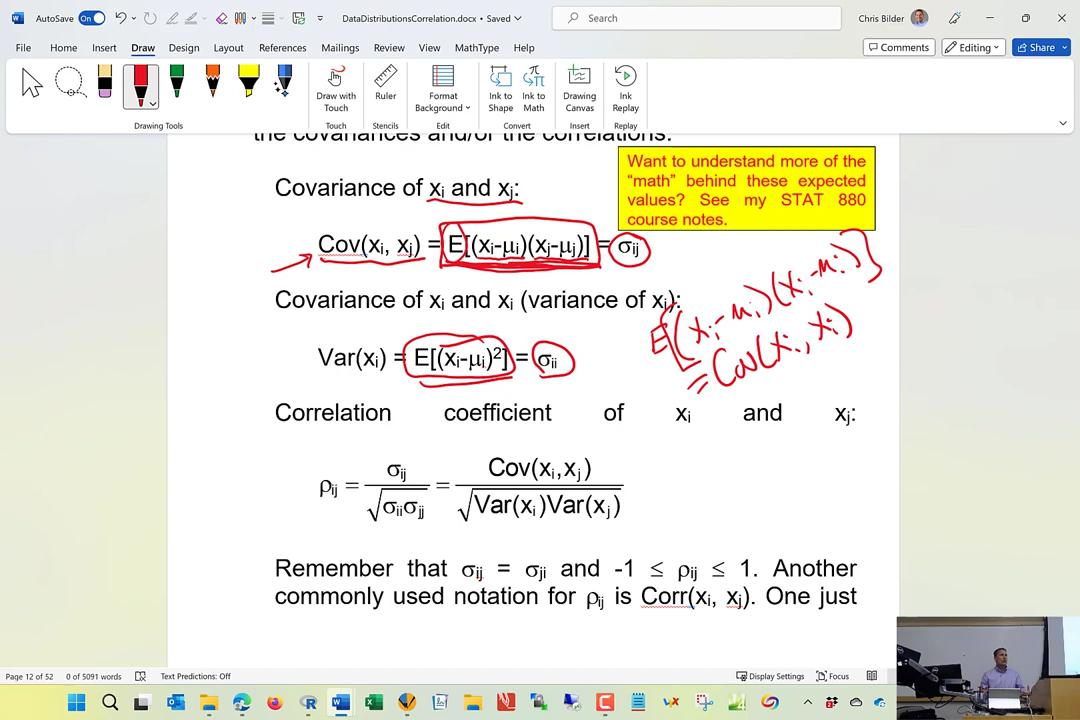 AutoSave On DataDistributionsCorrelation.docx • Saved Search Chris Bilder
File Home Insert Draw Design Layout References Mailings Review View MathType Help Comments Editing Share
Draw with Touch Ruler Format Background Ink to Shape Ink to Math Drawing Canvas Ink Replay
Drawing Tools Touch Stencils Edit Convert Insert Replay
the covariances and/or the correlations.
Want to understand more of the
"math" behind these expected
values? See my STAT 880
course notes.
Covariance of xᵢ and xⱼ:
Cov(xᵢ, xⱼ) = E[(xᵢ-μᵢ)(xⱼ-μⱼ)] = σᵢⱼ
Covariance of xᵢ and xᵢ (variance of xᵢ):
E[(xᵢ-μᵢ)(xᵢ-μᵢ)]
= Cov(xᵢ, xᵢ)
Var(xᵢ) = E[(xᵢ-μᵢ)²] = σᵢᵢ
Correlation coefficient of xᵢ and xⱼ:
ρᵢⱼ = σᵢⱼ / √(σᵢᵢσⱼⱼ) = Cov(xᵢ,xⱼ) / √(Var(xᵢ)Var(xⱼ))
Remember that σᵢⱼ = σⱼᵢ and -1 ≤ ρᵢⱼ ≤ 1. Another
commonly used notation for ρᵢⱼ is Corr(xᵢ, xⱼ). One just
Page 12 of 52 0 of 5091 words Text Predictions: Off Display Settings Focus